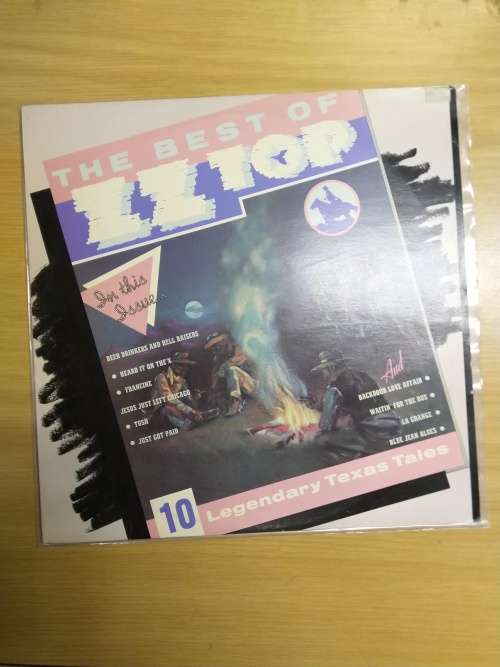 THE BEST OF
ZZ TOP
In this
Issue...
BEER DRINKERS AND HELL RAISERS
• HEARD IT ON THE X
• FRANCINE
JESUS JUST LEFT CHICAGO
• TUSH
• JUST GOT PAID
And
BACKDOOR LOVE AFFAIR
WAITIN' FOR THE BUS •
LA GRANGE •
BLUE JEAN BLUES •
10 Legendary Texas Tales